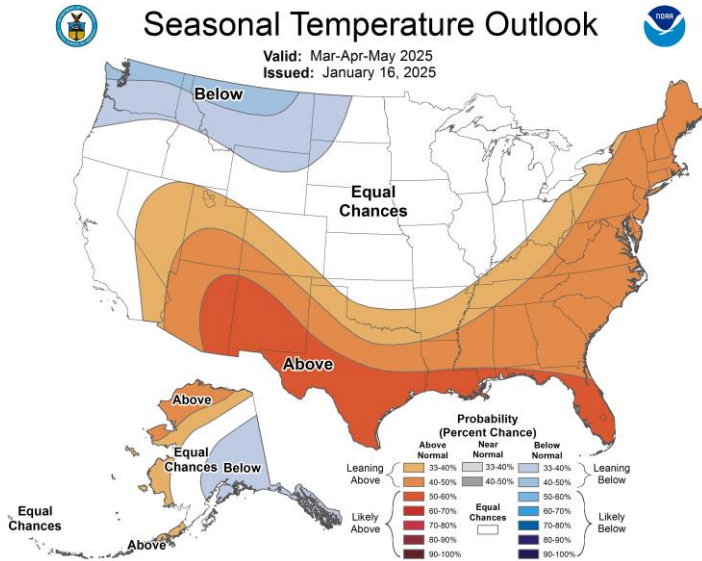 Seasonal Temperature Outlook
NOAA
Valid: Mar-Apr-May 2025
Issued: January 16, 2025
Below
Equal
Chances
Above
Above
Equal
Chances
Below
Equal
Chances
Above
Probability
(Percent Chance)
Above
Normal
Near
Normal
Below
Normal
Leaning
Above
33-40%
33-40%
33-40%
Leaning
Below
40-50%
40-50%
40-50%
Likely
Above
50-60%
60-70%
70-80%
80-90%
90-100%
Equal
Chances
50-60%
60-70%
70-80%
80-90%
90-100%
Likely
Below